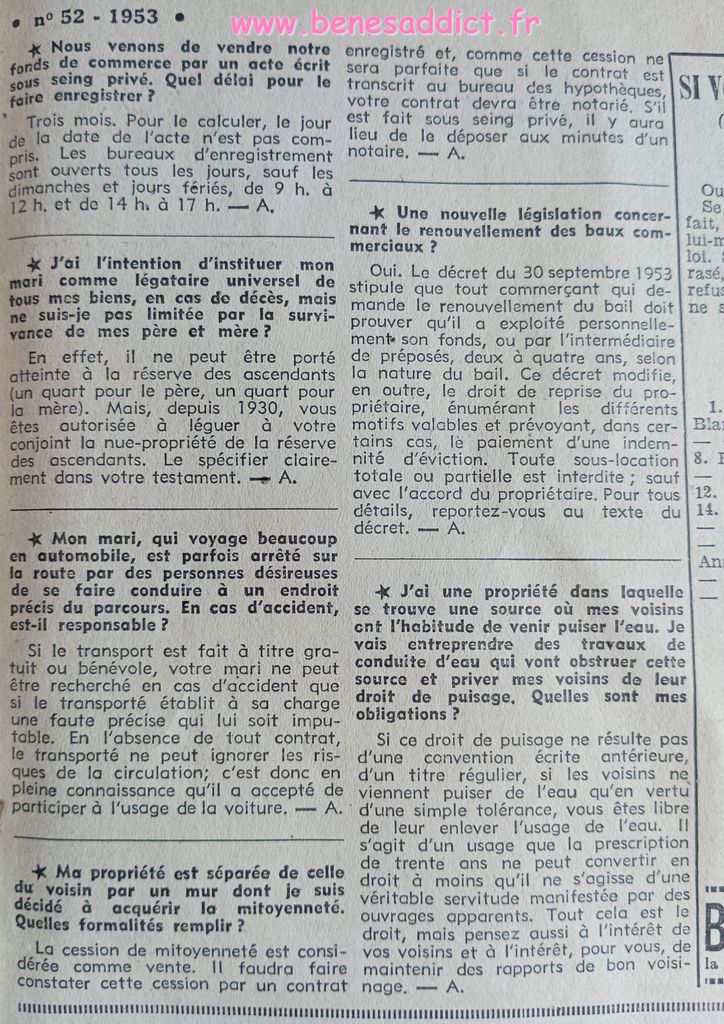 www.benesaddict.fr
• nº 52 - 1953 •
★ Nous venons de vendre notre
fonds de commerce par un acte écrit
sous seing privé. Quel délai pour le
faire enregistrer ?
Trois mois. Pour le calculer, le jour
de la date de l'acte n'est pas com-
pris. Les bureaux d'enregistrement
sont ouverts tous les jours, sauf les
dimanches et jours fériés, de 9 h. à
12 h. et de 14 h. à 17 h. — A.
★ J'ai l'intention d'instituer mon
mari comme légataire universel de
tous mes biens, en cas de décès, mais
ne suis-je pas limitée par la survi-
vance de mes père et mère ?
En effet, il ne peut être porté
atteinte à la réserve des ascendants
(un quart pour le père, un quart pour
la mère). Mais, depuis 1930, vous
êtes autorisée à léguer à votre
conjoint la nue-propriété de la réserve
des ascendants. Le spécifier claire-
ment dans votre testament. — A.
★ Mon mari, qui voyage beaucoup
en automobile, est parfois arrêté sur
la route par des personnes désireuses
de se faire conduire à un endroit
précis du parcours. En cas d'accident,
est-il responsable ?
Si le transport est fait à titre gra-
tuit ou bénévole, votre mari ne peut
être recherché en cas d'accident que
si le transporté établit à sa charge
une faute précise qui lui soit impu-
table. En l'absence de tout contrat,
le transporté ne peut ignorer les ris-
ques de la circulation; c'est donc en
pleine connaissance qu'il a accepté de
participer à l'usage de la voiture. — A.
★ Ma propriété est séparée de celle
du voisin par un mur dont je suis
décidé à acquérir la mitoyenneté.
Quelles formalités remplir ?
La cession de mitoyenneté est consi-
dérée comme vente. Il faudra faire
constater cette cession par un contrat
enregistré et, comme cette cession ne
sera parfaite que si le contrat est
transcrit au bureau des hypothèques,
votre contrat devra être notarié. S'il
est fait sous seing privé, il y aura
lieu de le déposer aux minutes d'un
notaire. — A.
★ Une nouvelle législation concer-
nant le renouvellement des baux com-
merciaux ?
Oui. Le décret du 30 septembre 1953
stipule que tout commerçant qui de-
mande le renouvellement du bail doit
prouver qu'il a exploité personnelle-
ment son fonds, ou par l'intermédiaire
de préposés, deux à quatre ans, selon
la nature du bail. Ce décret modifie,
en outre, le droit de reprise du pro-
priétaire, énumérant les différents
motifs valables et prévoyant, dans cer-
tains cas, le paiement d'une indem-
nité d'éviction. Toute sous-location
totale ou partielle est interdite ; sauf
avec l'accord du propriétaire. Pour tous
détails, reportez-vous au texte du
décret. — A.
★ J'ai une propriété dans laquelle
se trouve une source où mes voisins
ont l'habitude de venir puiser l'eau. Je
vais entreprendre des travaux de
conduite d'eau qui vont obstruer cette
source et priver mes voisins de leur
droit de puisage. Quelles sont mes
obligations ?
Si ce droit de puisage ne résulte pas
d'une convention écrite antérieure,
d'un titre régulier, si les voisins ne
viennent puiser de l'eau qu'en vertu
d'une simple tolérance, vous êtes libre
de leur enlever l'usage de l'eau. Il
s'agit d'un usage que la prescription
de trente ans ne peut convertir en
droit à moins qu'il ne s'agisse d'une
véritable servitude manifestée par des
ouvrages apparents. Tout cela est le
droit, mais pensez aussi à l'intérêt de
vos voisins et à l'intérêt, pour vous, de
maintenir des rapports de bon voisi-
nage. — A.
SI V
(
Ou
Se
fait,
lui-m
loi. S
rasé,
refus
ne s
1.
Blan
—
8. E
—
12.
14.
—
—
An
—
—
B
la